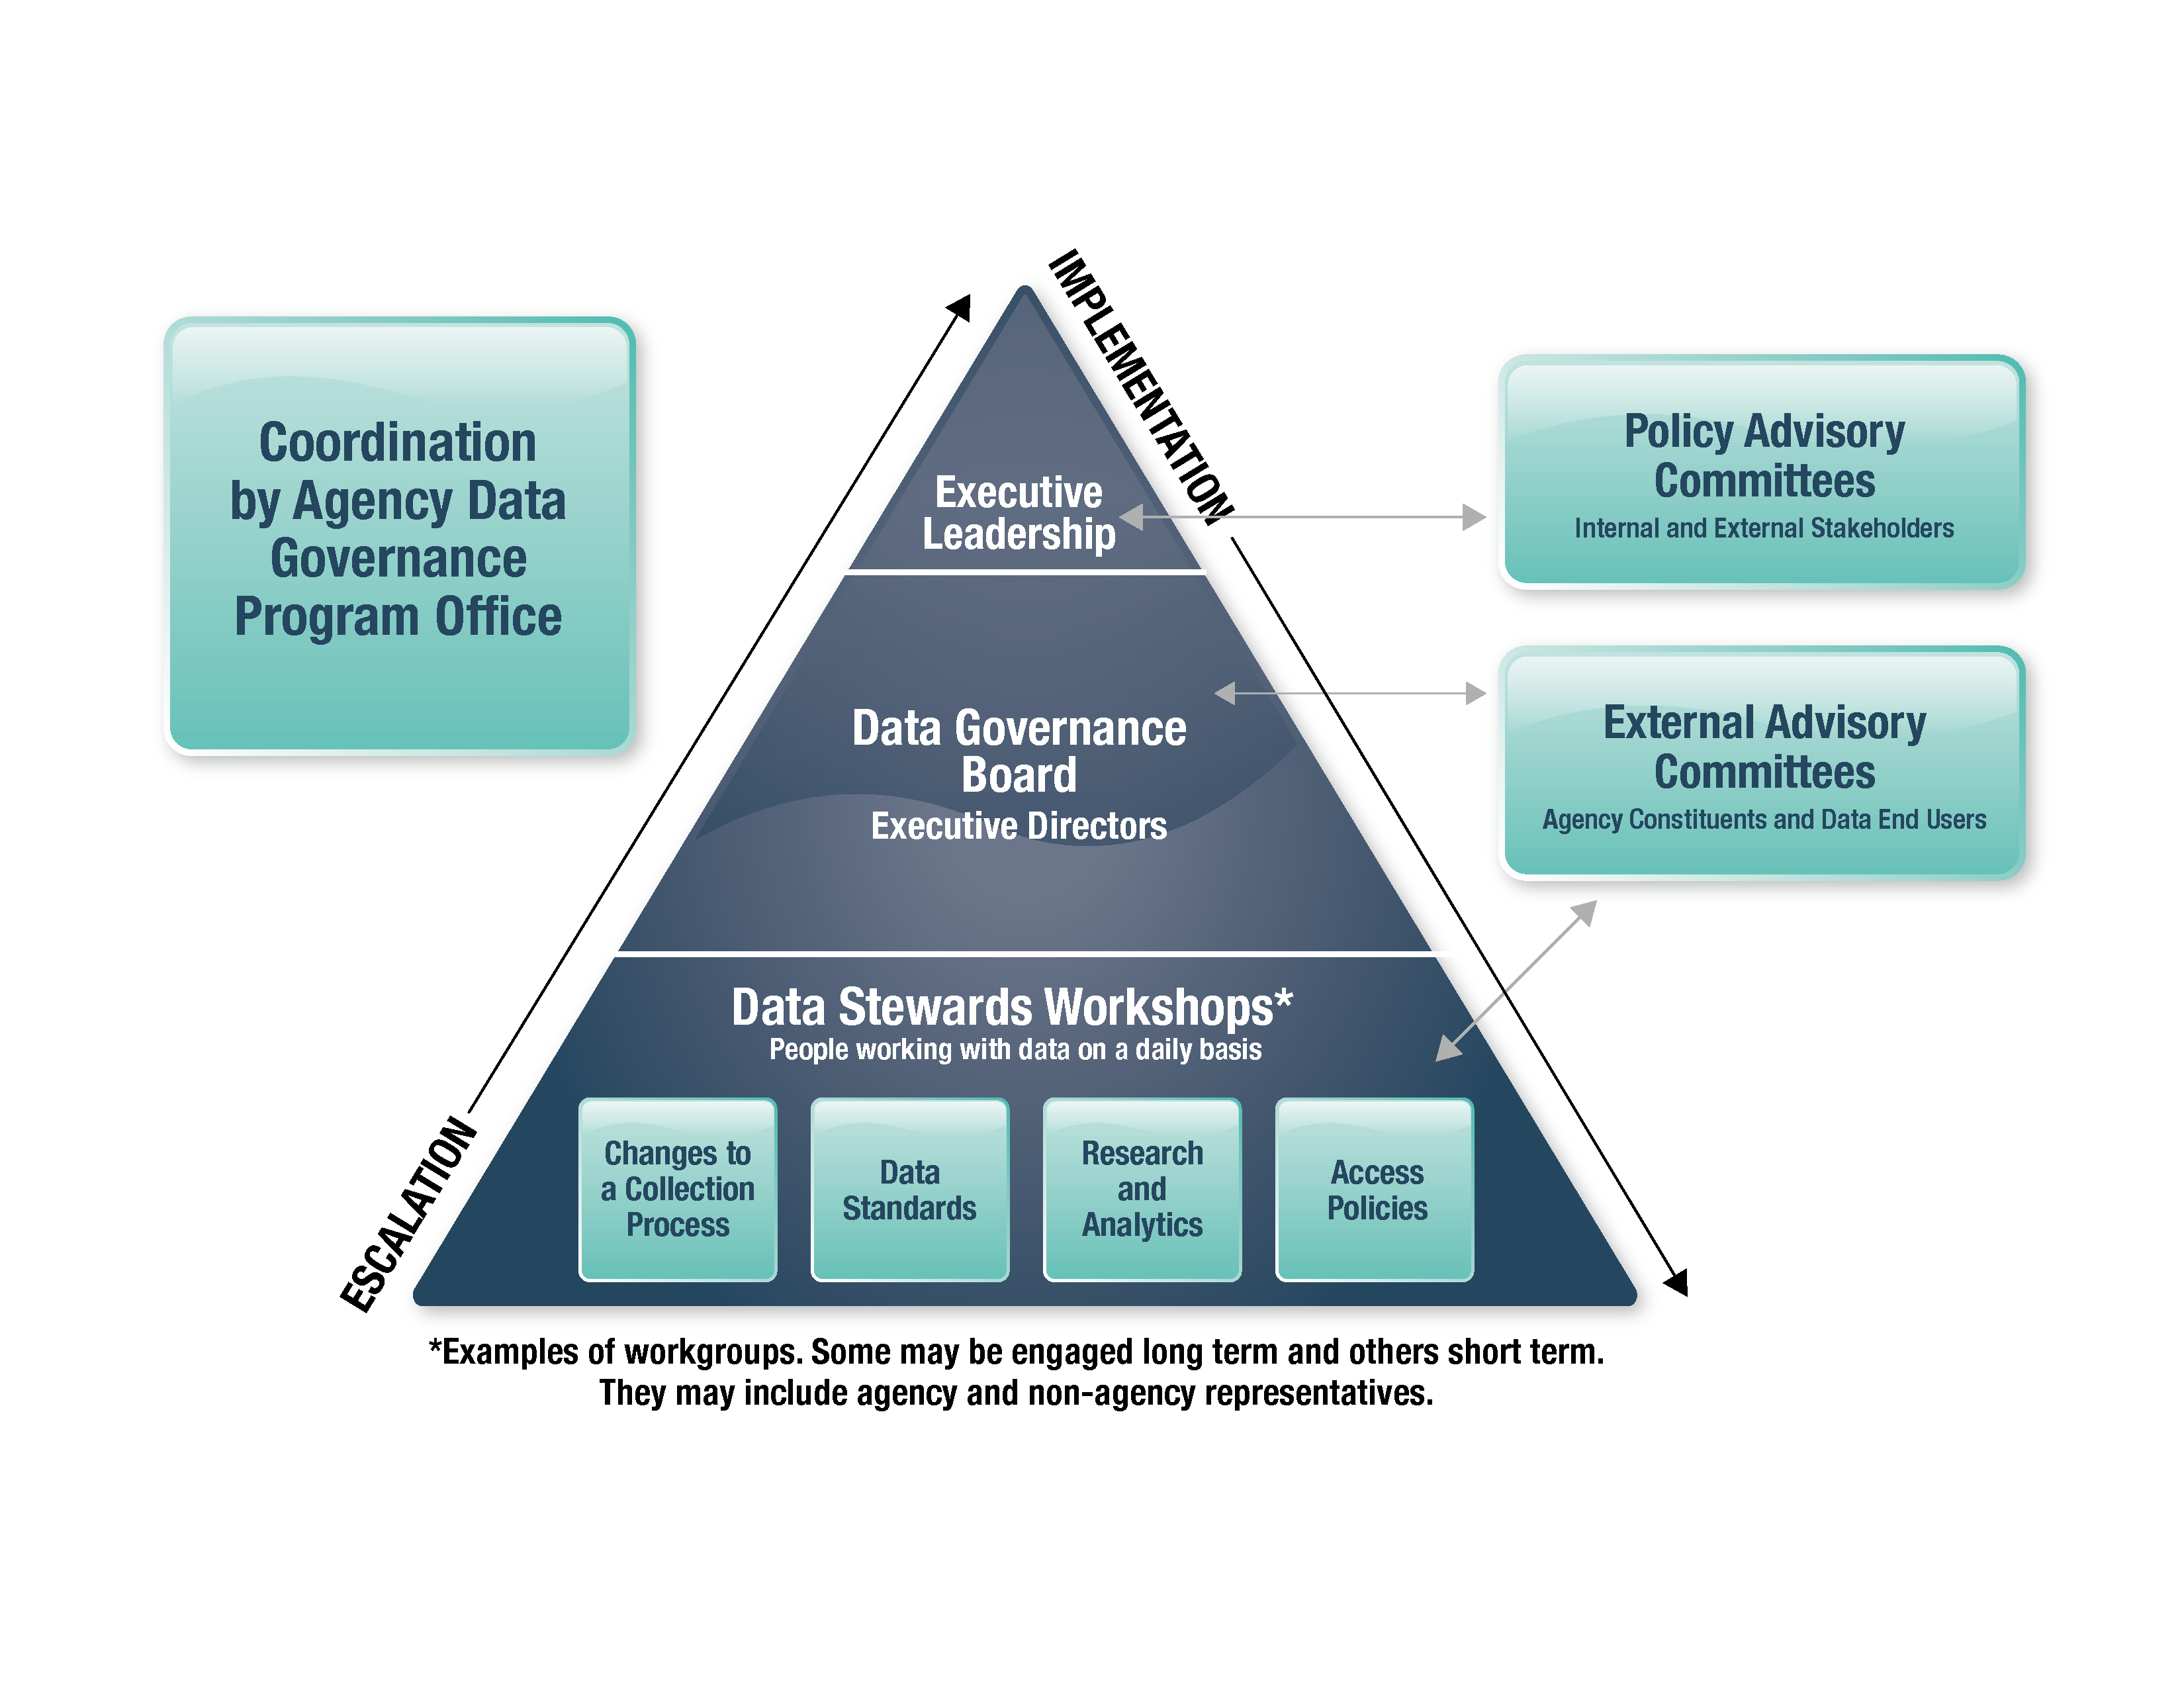 Coordination
by Agency Data
Governance
Program Office
ESCALATION
IMPLEMENTATION
Executive
Leadership
Data Governance
Board
Executive Directors
Data Stewards Workshops*
People working with data on a daily basis
Changes to
a Collection
Process
Data
Standards
Research
and
Analytics
Access
Policies
Policy Advisory
Committees
Internal and External Stakeholders
External Advisory
Committees
Agency Constituents and Data End Users
*Examples of workgroups. Some may be engaged long term and others short term.
They may include agency and non-agency representatives.